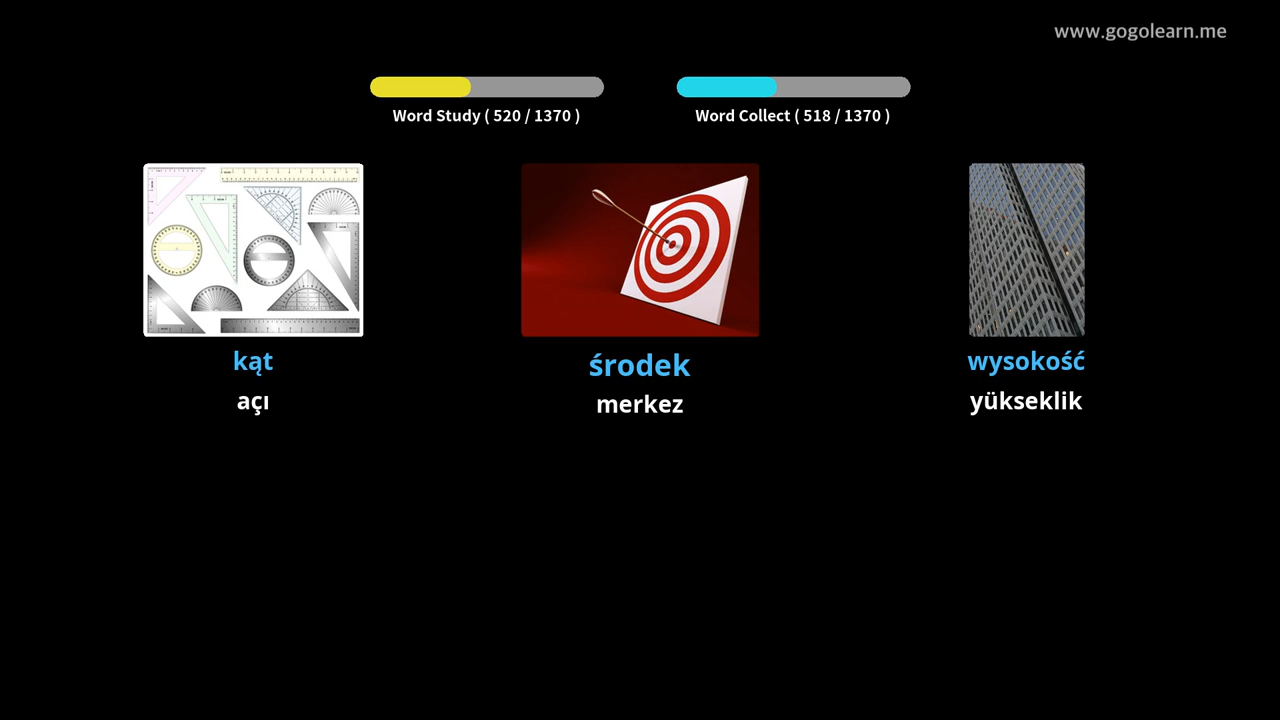 www.gogolearn.me
Word Study ( 520 / 1370 )
Word Collect ( 518 / 1370 )
kąt
środek
wysokość
açı
merkez
yükseklik